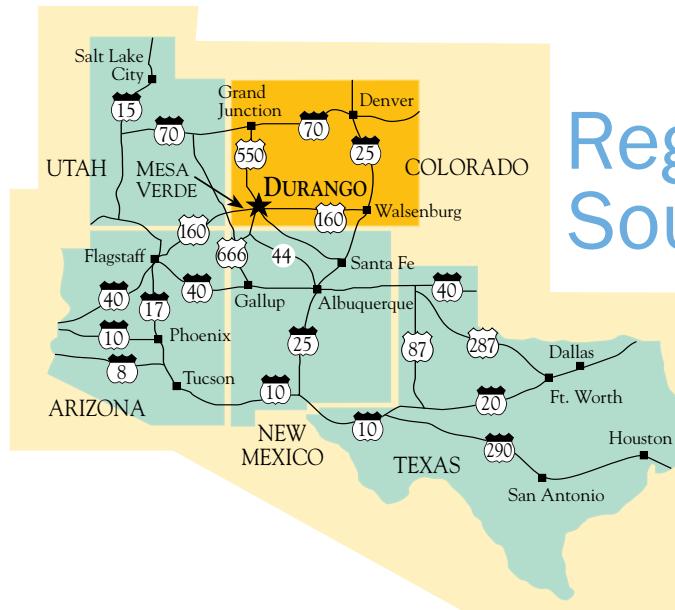 Salt Lake
City
15
70
Grand
Junction
Denver
70
550
25
UTAH
MESA
VERDE
COLORADO
DURANGO
160
Walsenburg
160
Flagstaff
666
44
Santa Fe
40
17
40
Gallup
Albuquerque
40
10
Phoenix
25
87
287
Dallas
8
Tucson
10
20
Ft. Worth
ARIZONA
NEW
MEXICO
10
TEXAS
290
Houston
San Antonio
Reg
Sou